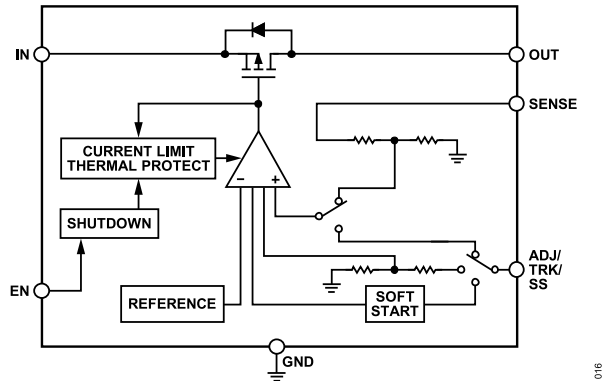 IN
OUT
SENSE
CURRENT LIMIT
THERMAL PROTECT
−
+
SHUTDOWN
ADJ/
TRK/
SS
EN
REFERENCE
SOFT
START
GND
016